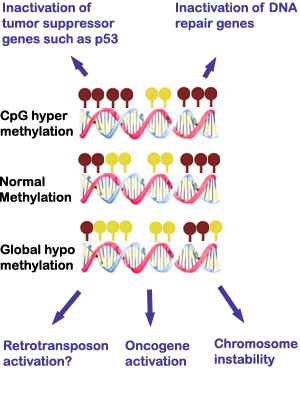 Inactivation of
tumor suppressor
genes such as p53
Inactivation of DNA
repair genes
CpG hyper
methylation
Normal
Methylation
Global hypo
methylation
Retrotransposon
activation?
Oncogene
activation
Chromosome
instability